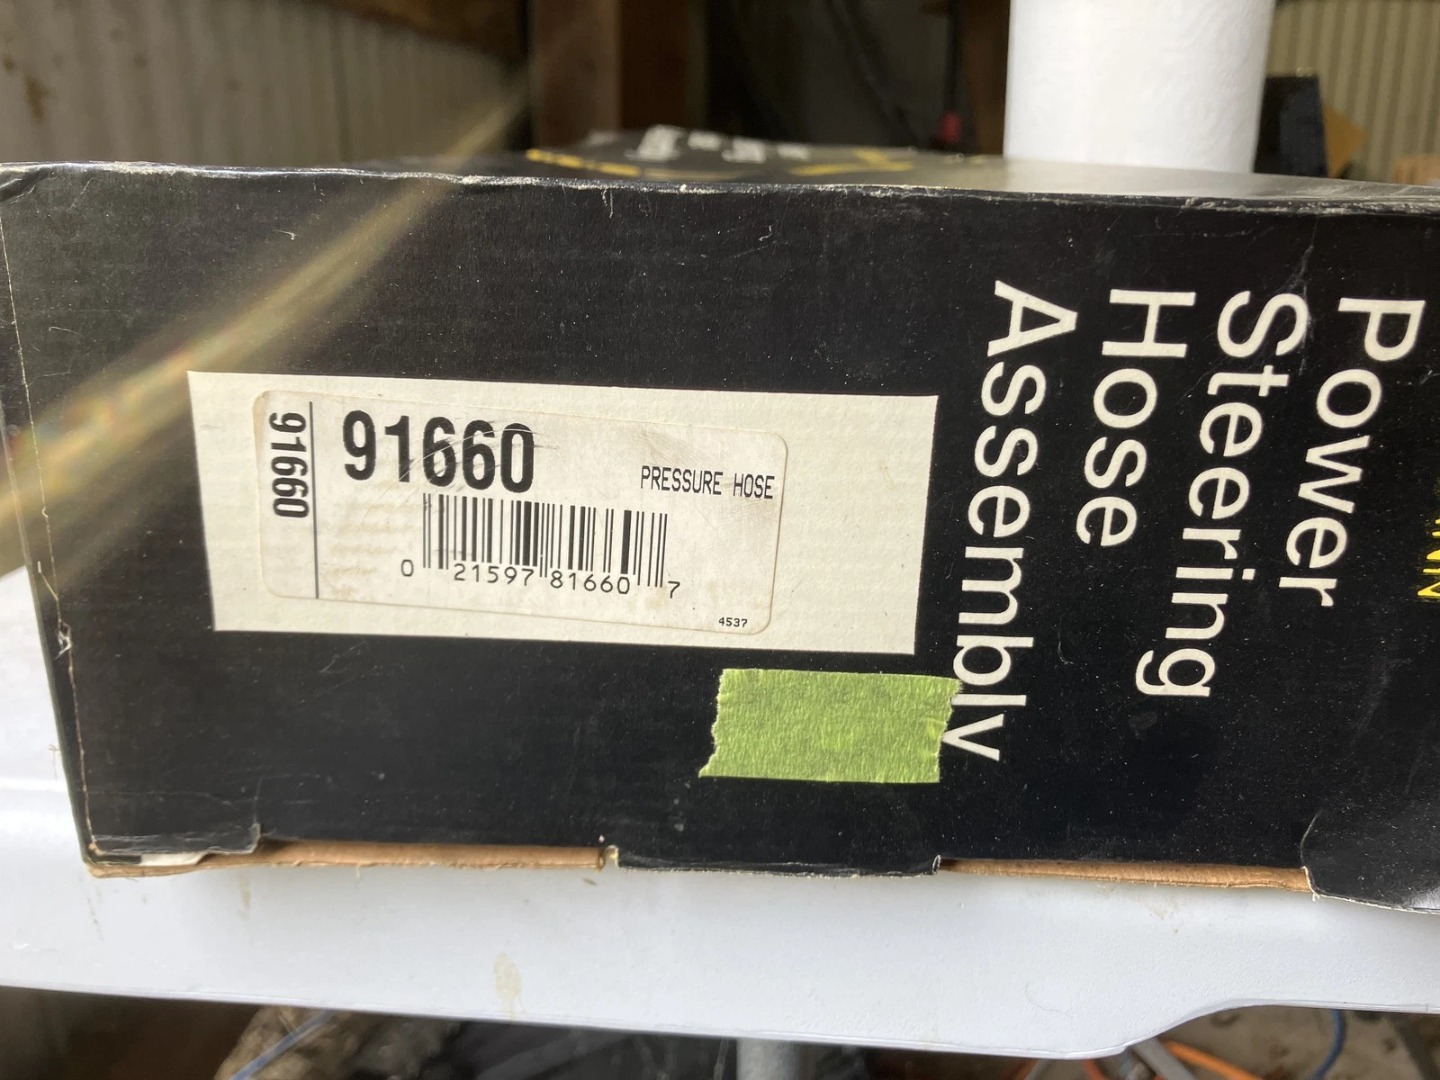 91660
91660
PRESSURE HOSE
0 21597 81660 7
4537
Power
Steering
Hose
Assembly